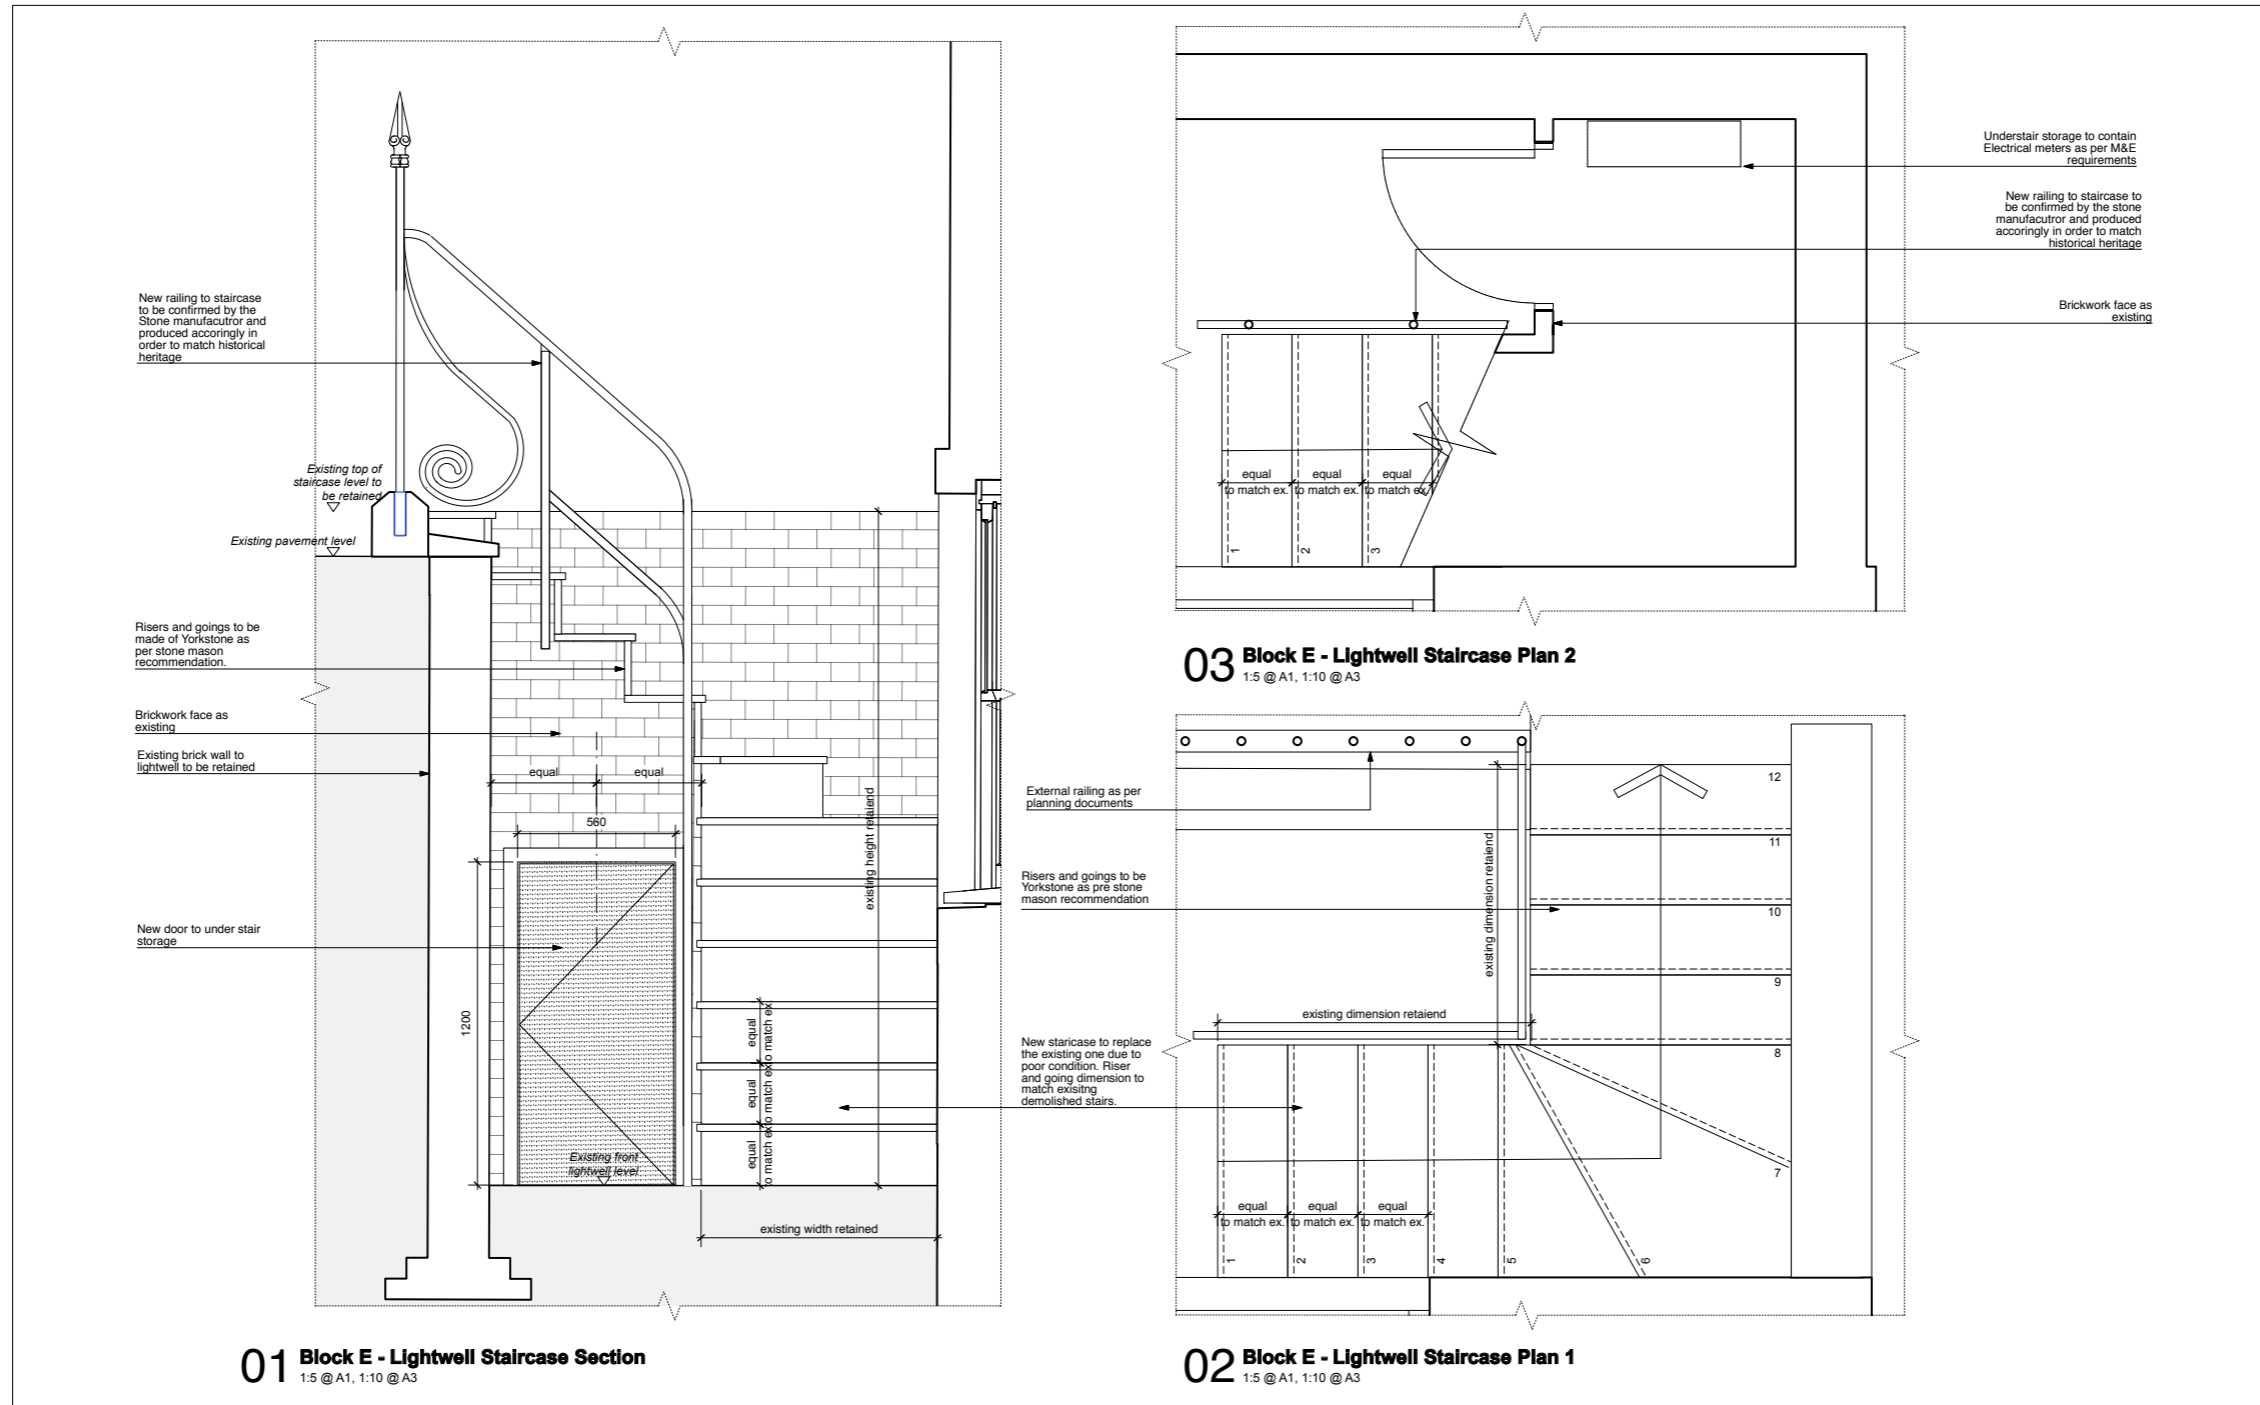 New railing to staircase
to be confirmed by the
Stone manufacutror and
produced accoringly in
order to match historical
heritage
Existing top of
staircase level to
be retained
Existing pavement level
Risers and goings to be
made of Yorkstone as
per stone mason
recommendation.
Brickwork face as
existing
Existing brick wall to
lightwell to be retained
New door to under stair
storage
equal
equal
560
1200
existing height retaiend
equal
to match ex.
equal
to match ex.
equal
to match ex.
Existing front
lightwell level
existing width retained
01 Block E - Lightwell Staircase Section
1:5 @ A1, 1:10 @ A3
Understair storage to contain
Electrical meters as per M&E
requirements
New railing to staircase to
be confirmed by the stone
manufacutror and produced
accoringly in order to match
historical heritage
Brickwork face as
existing
equal
equal
equal
to match ex.
to match ex.
to match ex.
1
2
3
03 Block E - Lightwell Staircase Plan 2
1:5 @ A1, 1:10 @ A3
External railing as per
planning documents
Risers and goings to be
Yorkstone as pre stone
mason recommendation
New staricase to replace
the existing one due to
poor condition. Riser
and going dimension to
match exisitng
demolished stairs.
existing dimension retaiend
existing dimension retaiend
12
11
10
9
8
7
equal
equal
equal
to match ex.
to match ex.
to match ex.
1
2
3
4
5
6
02 Block E - Lightwell Staircase Plan 1
1:5 @ A1, 1:10 @ A3